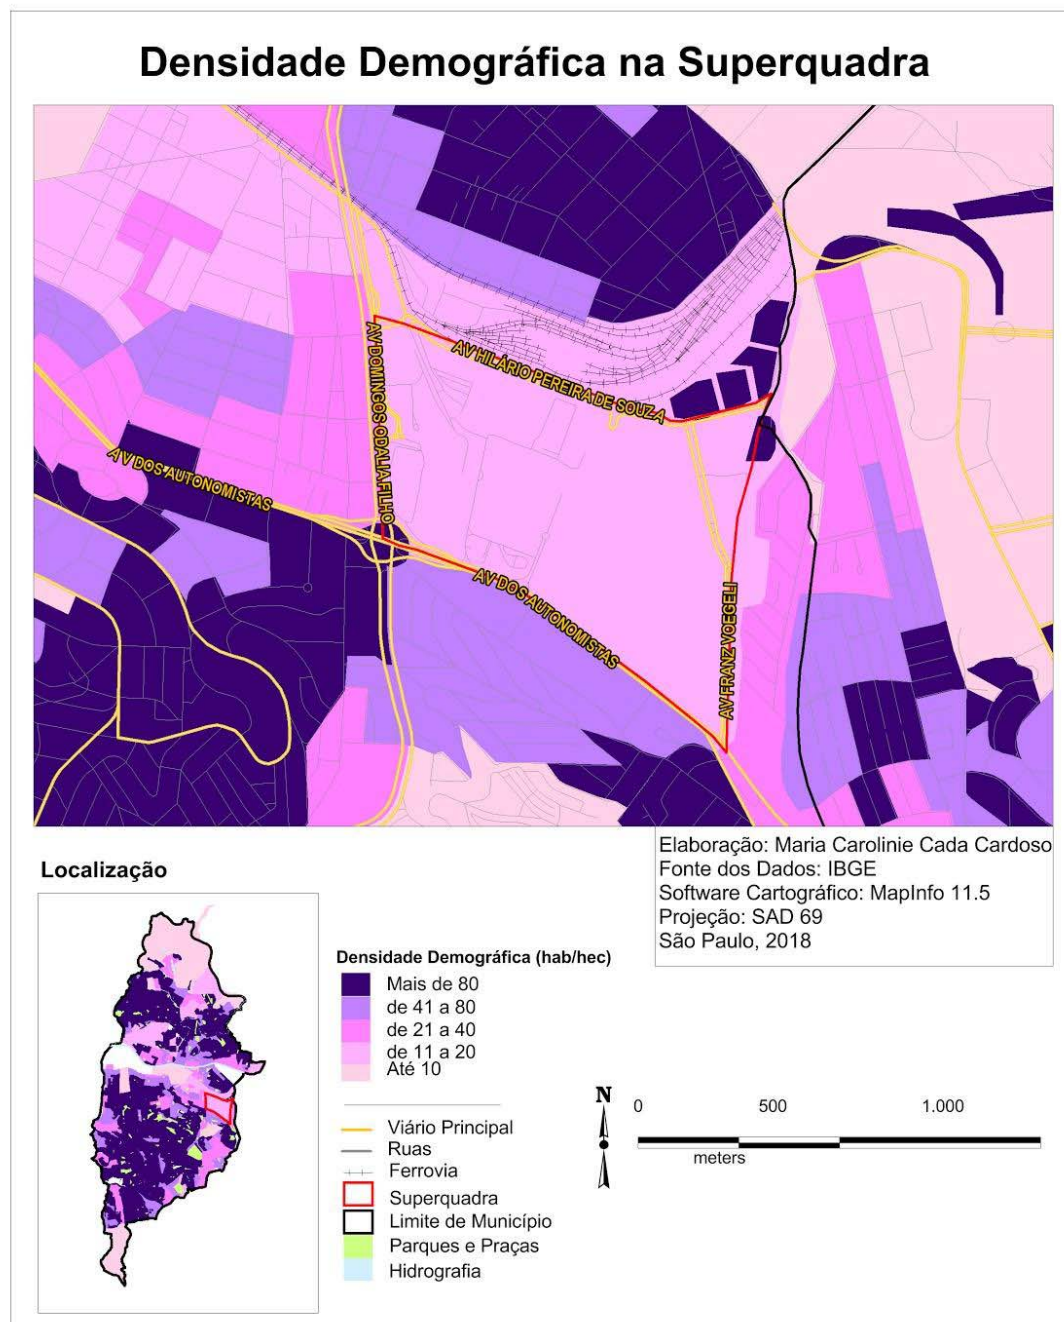 Densidade Demográfica na Superquadra
AV HILÁRIO PEREIRA DE SOUZA
AV DOMINGOS ODALIA FILHO
AV DOS AUTONOMISTAS
AV DOS AUTONOMISTAS
AV FRANZ VOEGELI
Elaboração: Maria Carolinie Cada Cardoso
Fonte dos Dados: IBGE
Software Cartográfico: MapInfo 11.5
Projeção: SAD 69
São Paulo, 2018
Localização
Densidade Demográfica (hab/hec)
Mais de 80
de 41 a 80
de 21 a 40
de 11 a 20
Até 10
Viário Principal
Ruas
Ferrovia
Superquadra
Limite de Município
Parques e Praças
Hidrografia
N
0 500 1.000
meters